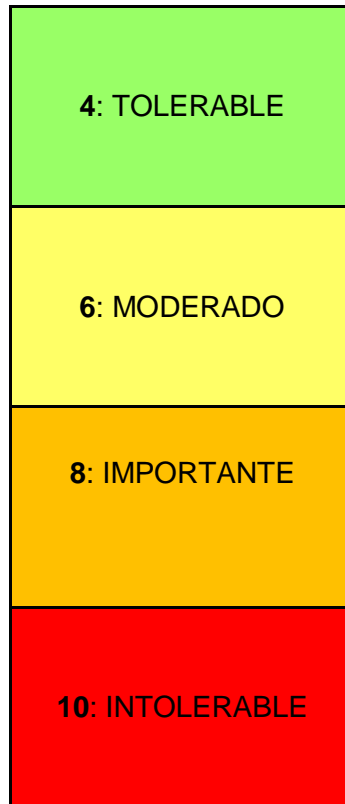 4: TOLERABLE
6: MODERADO
8: IMPORTANTE
10: INTOLERABLE